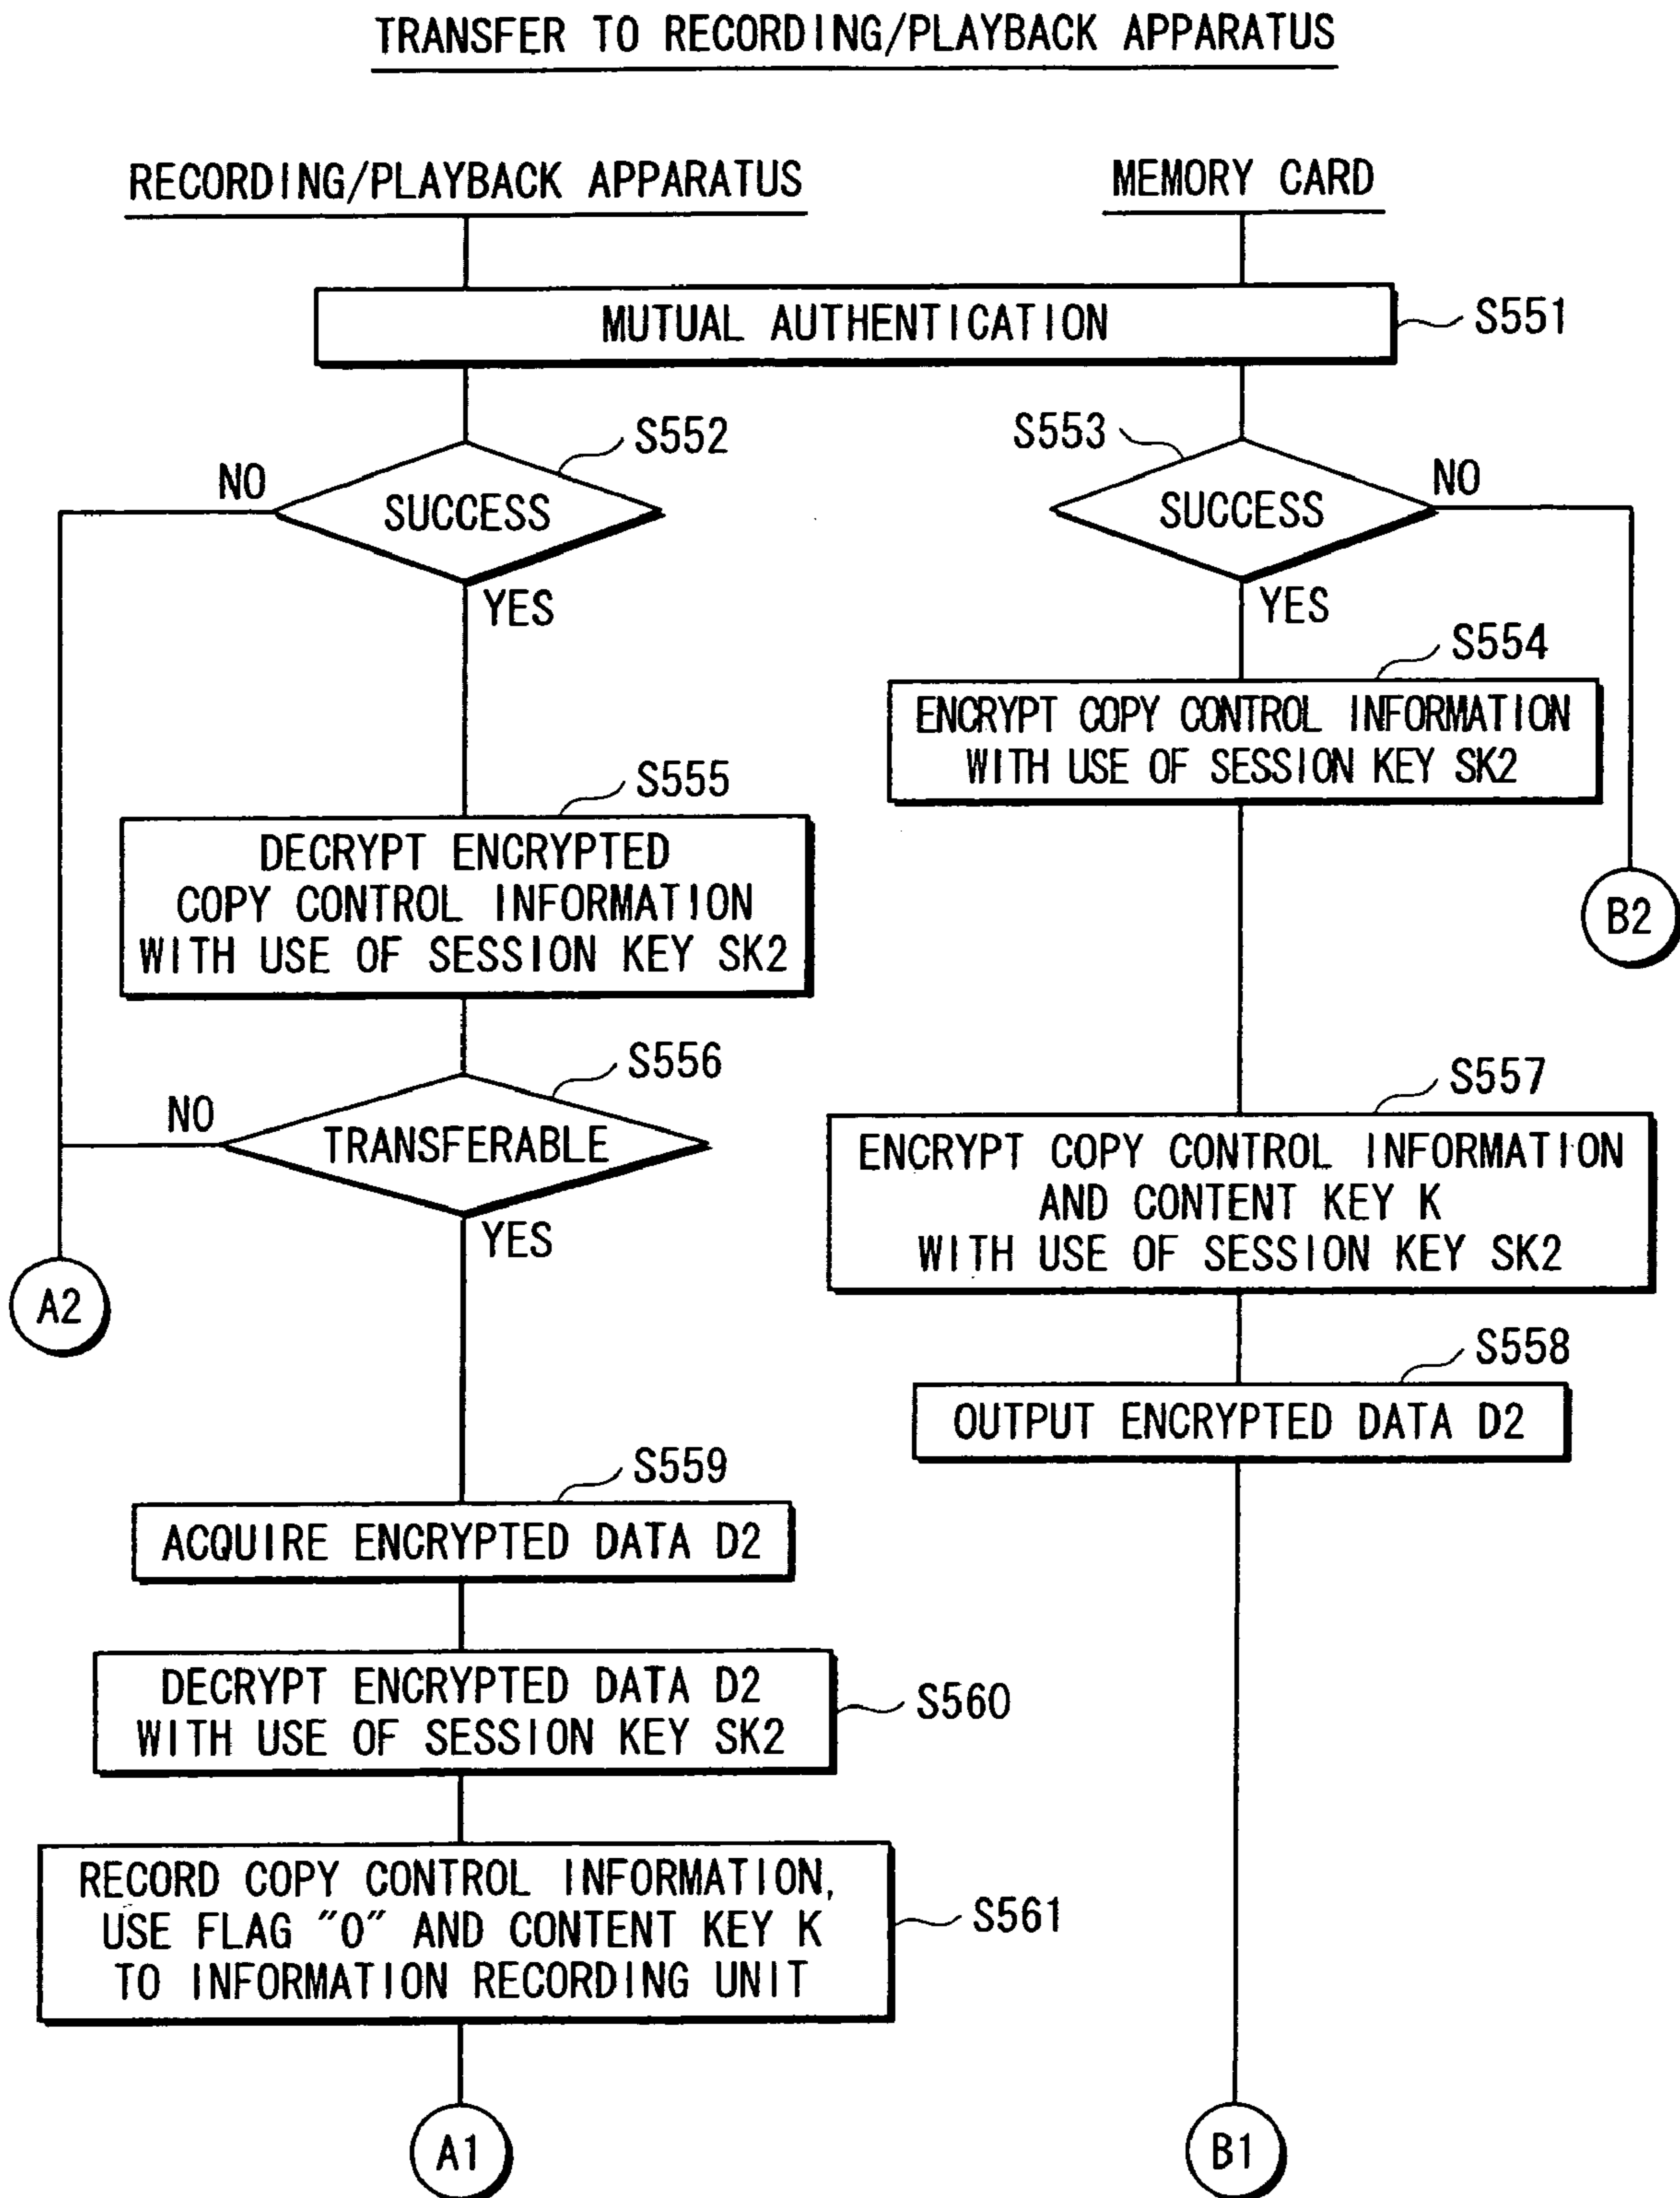 TRANSFER TO RECORDING/PLAYBACK APPARATUS
RECORDING/PLAYBACK APPARATUS
MEMORY CARD
MUTUAL AUTHENTICATION
S551
S552
S553
NO
SUCCESS
YES
SUCCESS
NO
YES
S554
ENCRYPT COPY CONTROL INFORMATION
WITH USE OF SESSION KEY SK2
S555
DECRYPT ENCRYPTED
COPY CONTROL INFORMATION
WITH USE OF SESSION KEY SK2
B2
S556
NO
TRANSFERABLE
YES
S557
ENCRYPT COPY CONTROL INFORMATION
AND CONTENT KEY K
WITH USE OF SESSION KEY SK2
A2
S558
OUTPUT ENCRYPTED DATA D2
S559
ACQUIRE ENCRYPTED DATA D2
DECRYPT ENCRYPTED DATA D2
WITH USE OF SESSION KEY SK2
S560
RECORD COPY CONTROL INFORMATION,
USE FLAG "0" AND CONTENT KEY K
TO INFORMATION RECORDING UNIT
S561
A1
B1